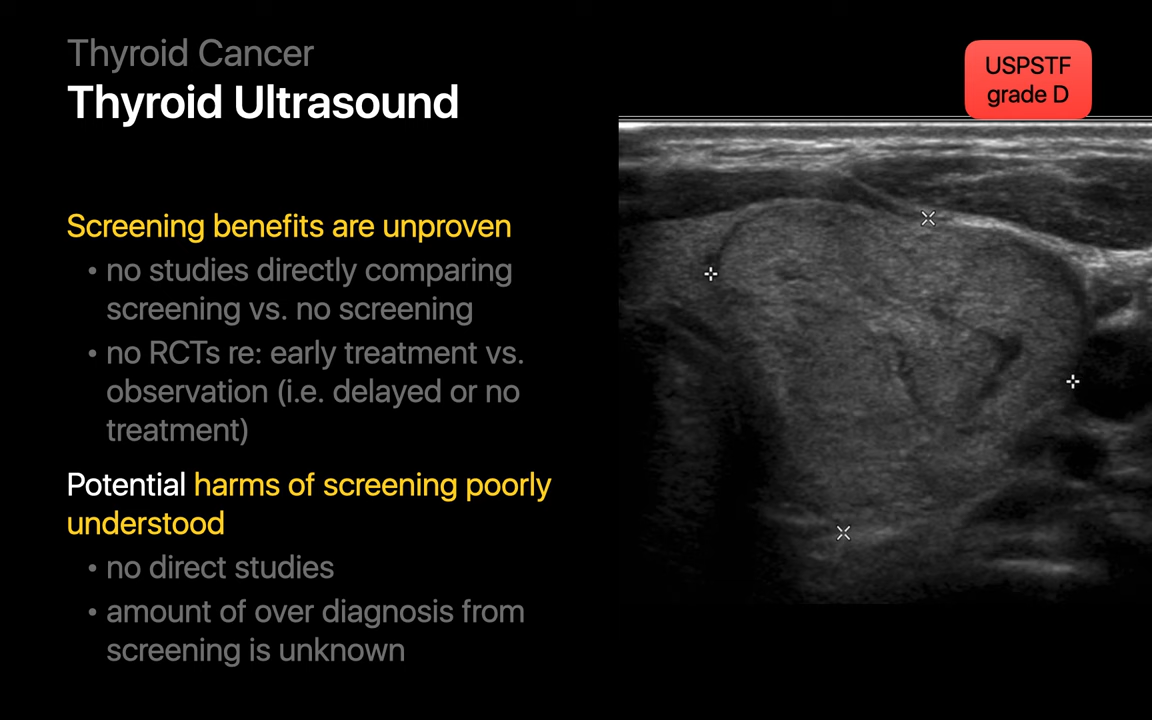 Thyroid Cancer
Thyroid Ultrasound
USPSTF
grade D
Screening benefits are unproven
• no studies directly comparing
screening vs. no screening
• no RCTs re: early treatment vs.
observation (i.e. delayed or no
treatment)
Potential harms of screening poorly
understood
• no direct studies
• amount of over diagnosis from
screening is unknown